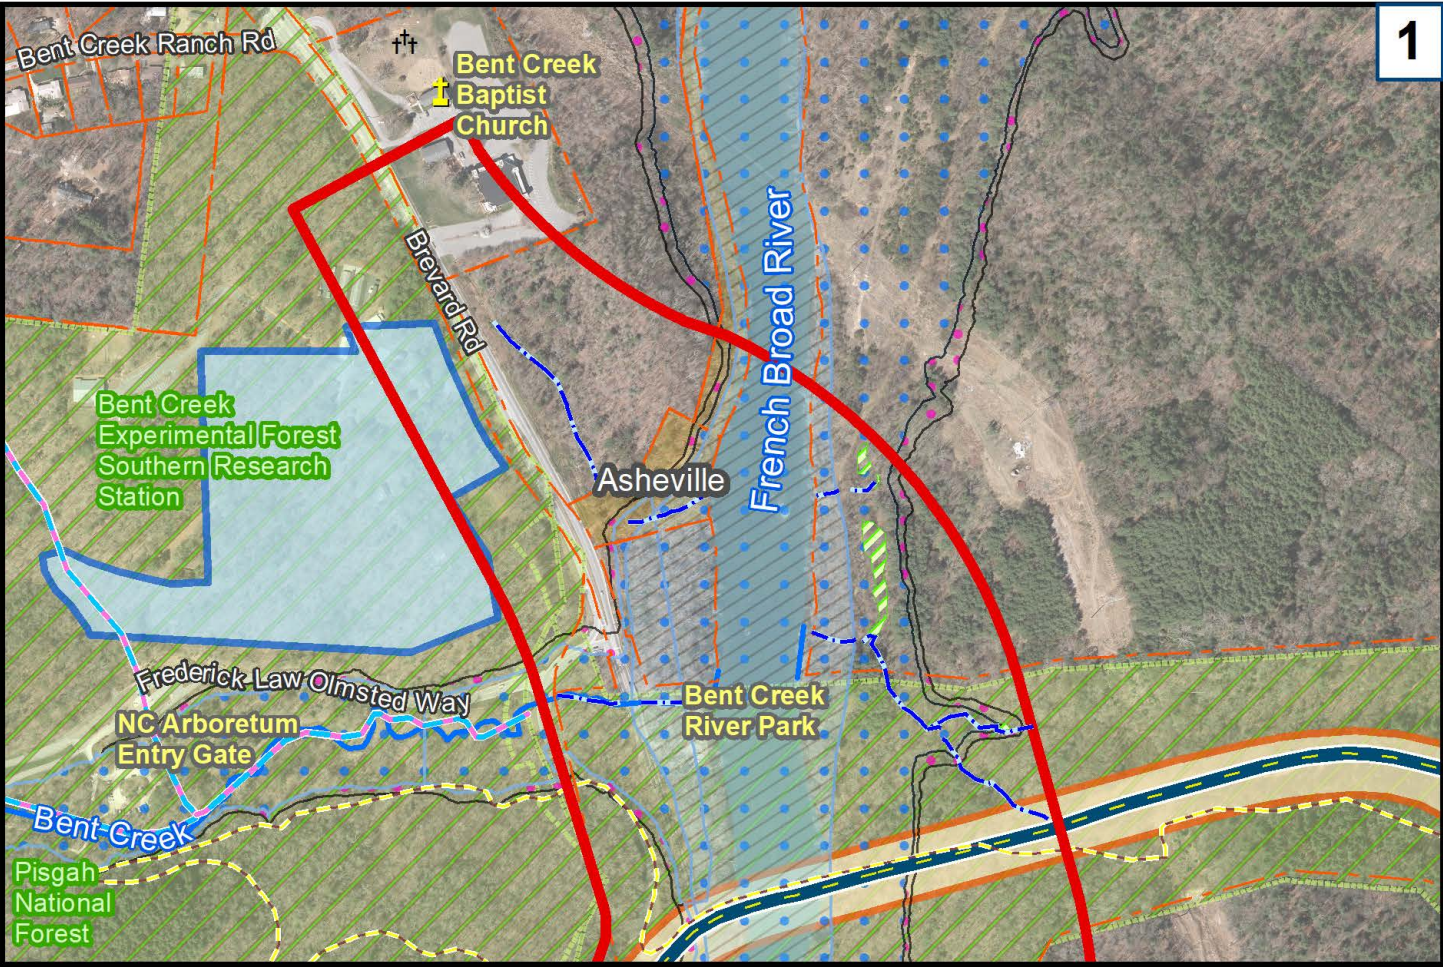 Bent Creek Ranch Rd
1
Bent Creek
Baptist
Church
Brevard Rd
French Broad River
Bent Creek
Experimental Forest
Southern Research
Station
Asheville
Frederick Law Olmsted Way
Bent Creek
River Park
NC Arboretum
Entry Gate
Bent Creek
Pisgah
National
Forest